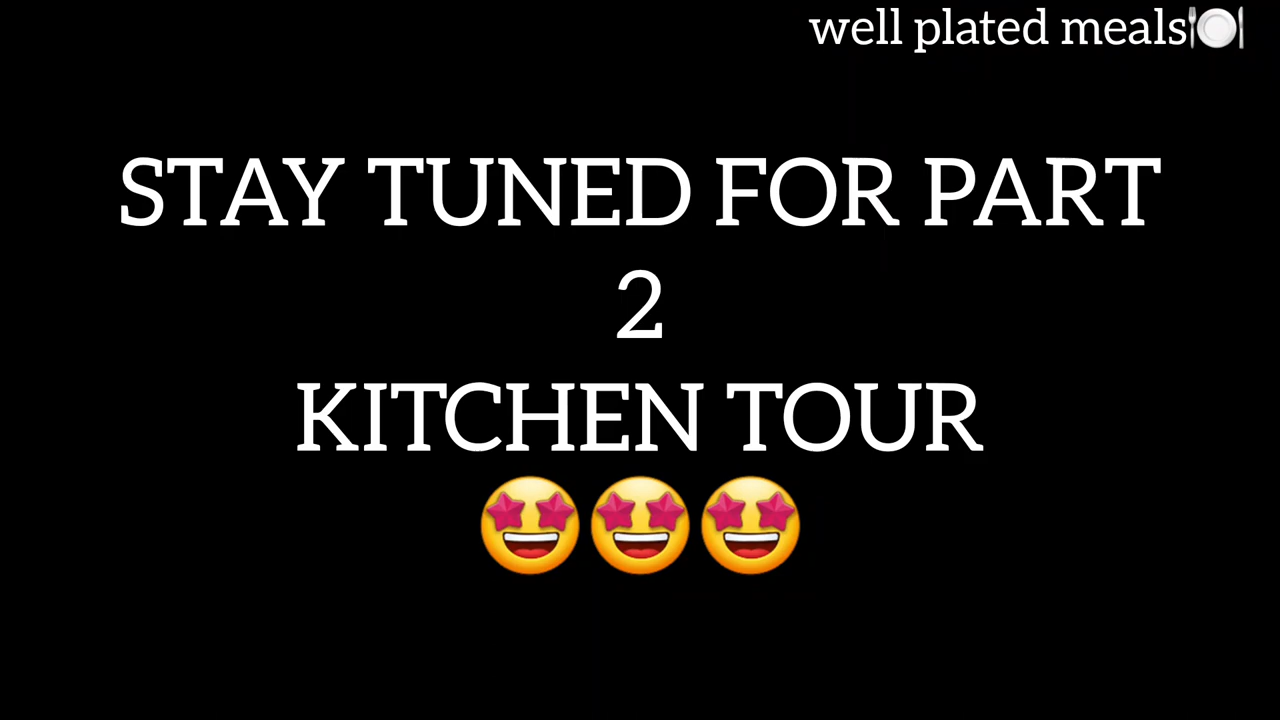 well plated meals🍽
STAY TUNED FOR PART
2
KITCHEN TOUR
🤩🤩🤩